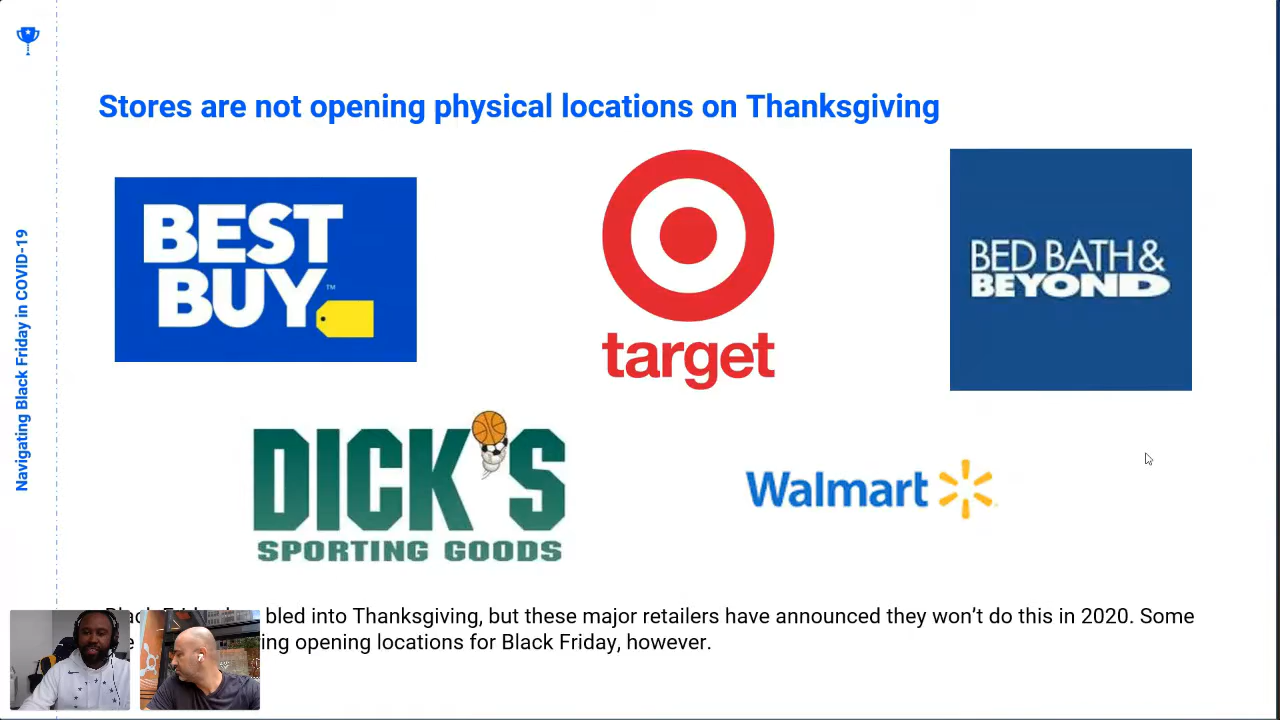 Stores are not opening physical locations on Thanksgiving
Navigating Black Friday in COVID-19
BEST
BUY
™
target
BED BATH &
BEYOND
DICK'S
SPORTING GOODS
Walmart
bled into Thanksgiving, but these major retailers have announced they won’t do this in 2020. Some
opening locations for Black Friday, however.